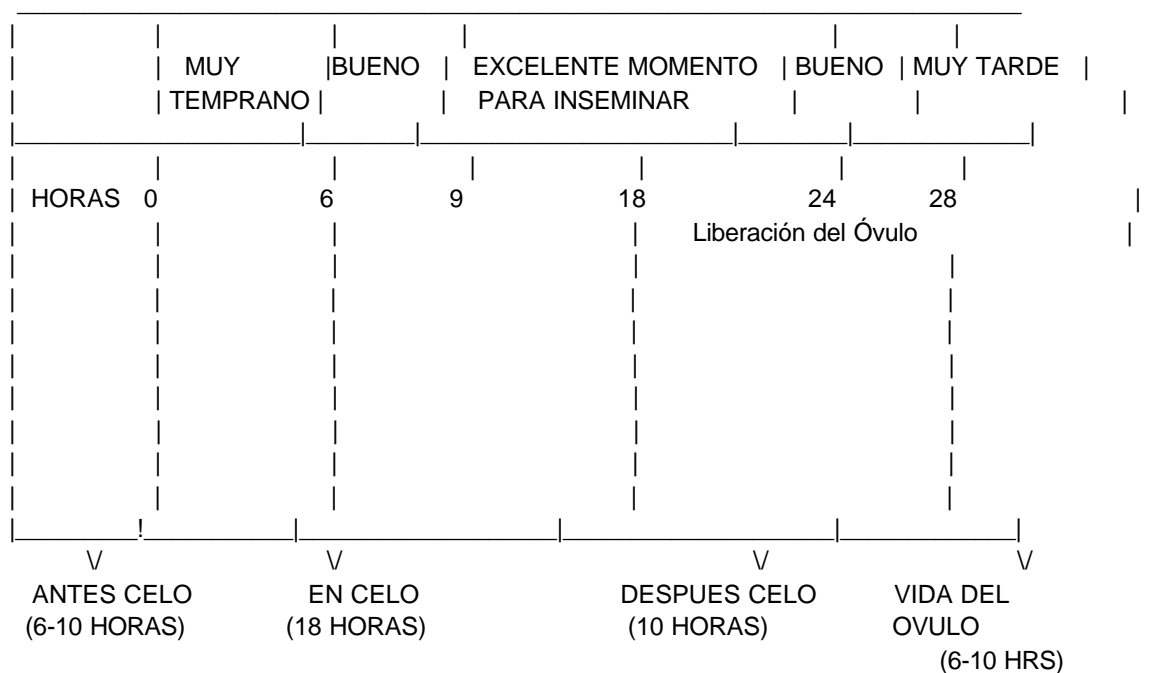 MUY BUENO EXCELENTE MOMENTO BUENO MUY TARDE
TEMPRANO PARA INSEMINAR
HORAS 0 6 9 18 24 28
Liberación del Óvulo
ANTES CELO EN CELO DESPUES CELO VIDA DEL
(6-10 HORAS) (18 HORAS) (10 HORAS) OVULO
(6-10 HRS)